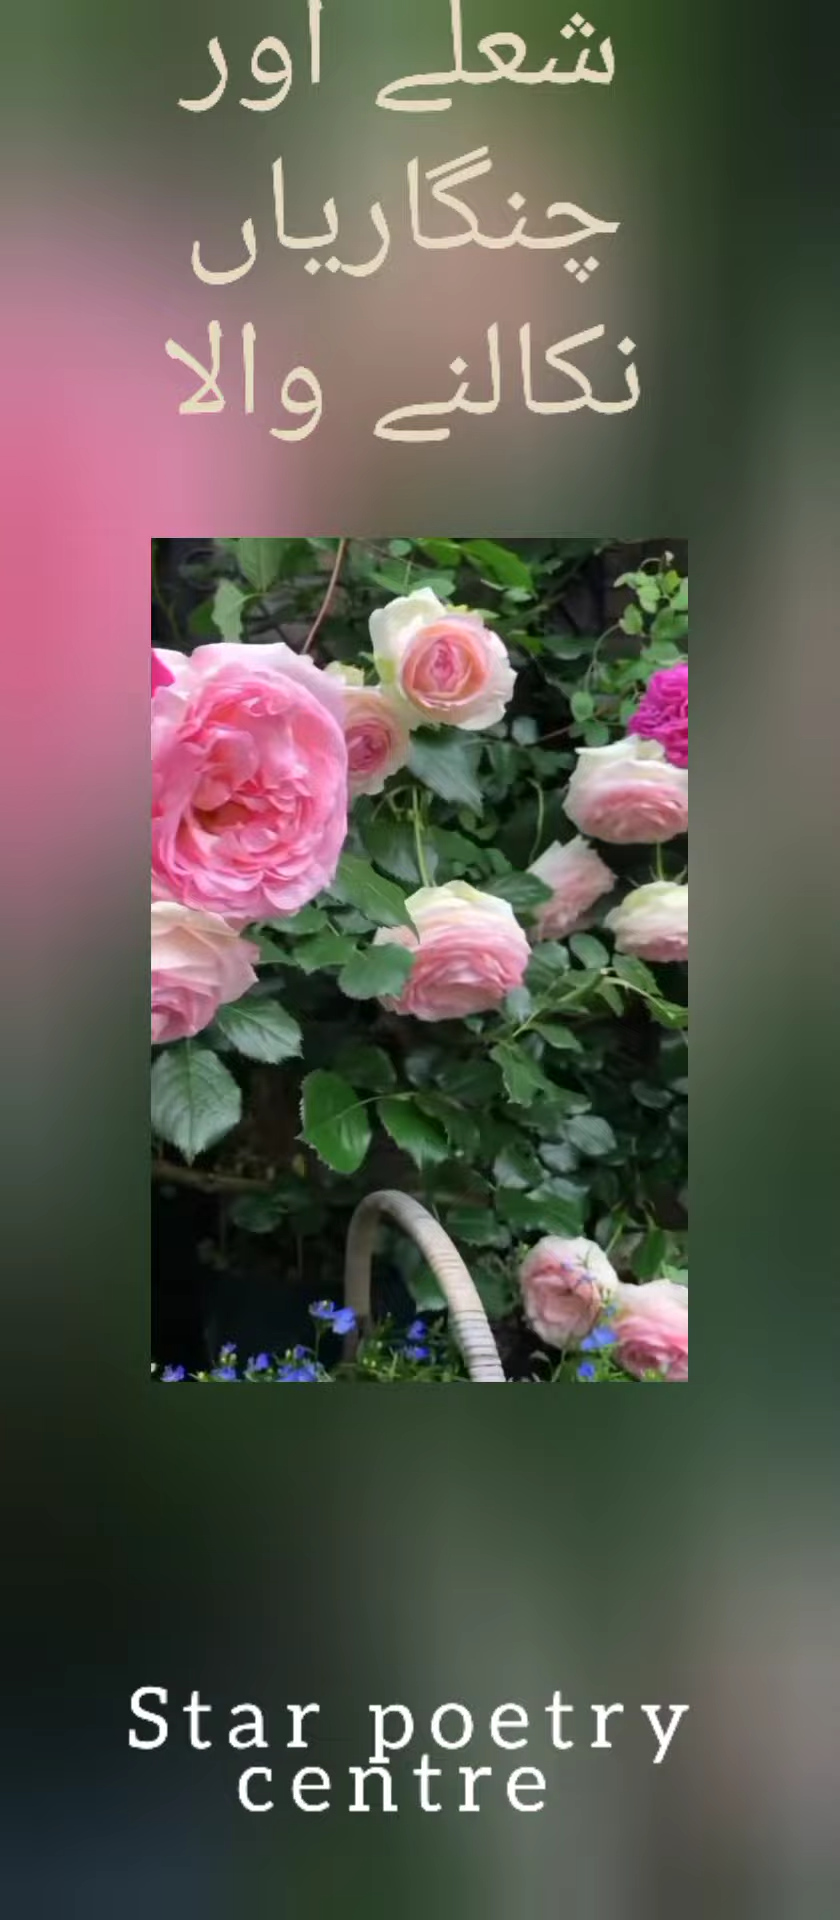 شعلے اور
چنگاریاں
نکالنے والا
Star poetry
centre